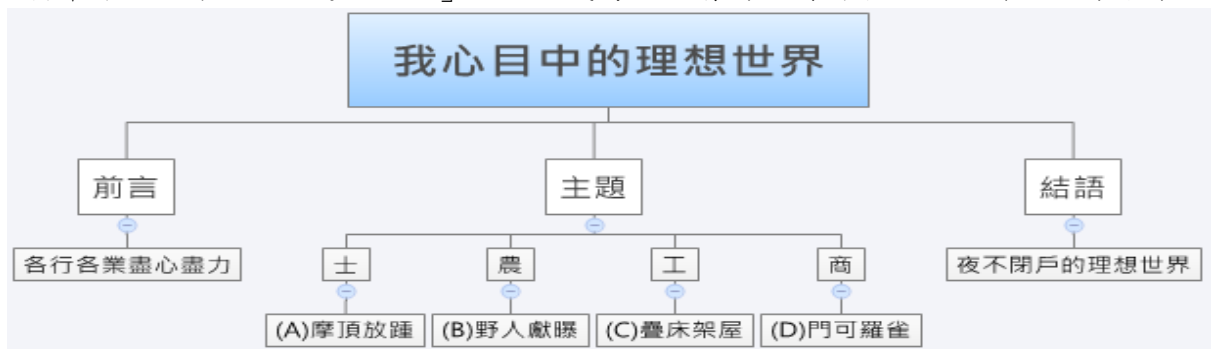 我心目中的理想世界
前言 主題 結語
各行各業盡心盡力 士 農 工 商 夜不閉戶的理想世界
(A)摩頂放踵 (B)野人獻曝 (C)疊床架屋 (D)門可羅雀